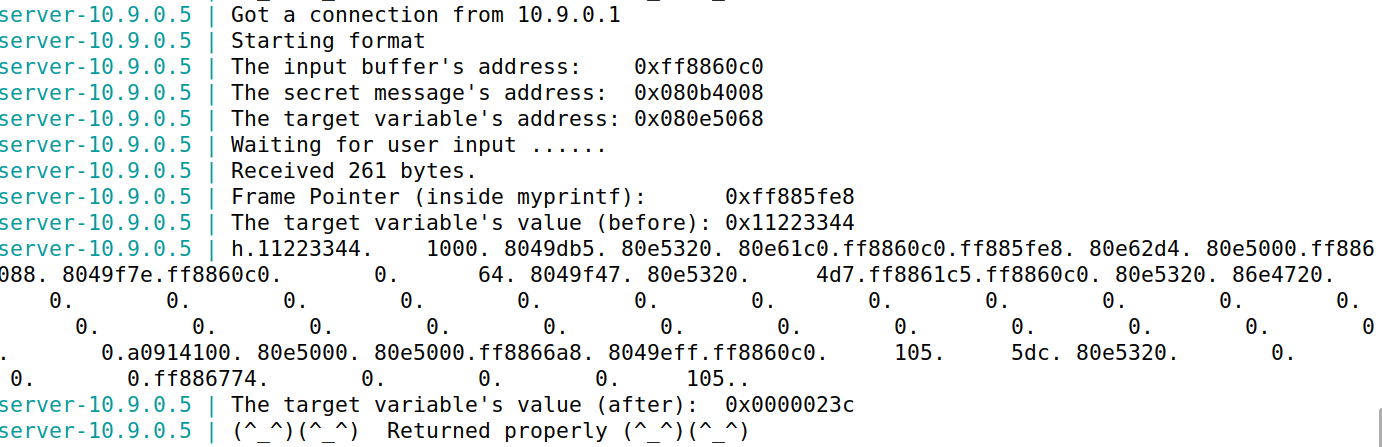 server-10.9.0.5 | Got a connection from 10.9.0.1
server-10.9.0.5 | Starting format
server-10.9.0.5 | The input buffer's address:    0xff8860c0
server-10.9.0.5 | The secret message's address:  0x080b4008
server-10.9.0.5 | The target variable's address: 0x080e5068
server-10.9.0.5 | Waiting for user input ......
server-10.9.0.5 | Received 261 bytes.
server-10.9.0.5 | Frame Pointer (inside myprintf):      0xff885fe8
server-10.9.0.5 | The target variable's value (before): 0x11223344
server-10.9.0.5 | h.11223344.    1000. 8049db5. 80e5320. 80e61c0.ff8860c0.ff885fe8. 80e62d4. 80e5000.ff886
088. 8049f7e.ff8860c0.       0.      64. 8049f47. 80e5320.     4d7.ff8861c5.ff8860c0. 80e5320. 86e4720.
    0.       0.       0.       0.       0.       0.       0.       0.       0.       0.       0.       0.
      0.       0.       0.       0.       0.       0.       0.       0.       0.       0.       0.       0
.       0.a0914100. 80e5000. 80e5000.ff8866a8. 8049eff.ff8860c0.     105.     5dc. 80e5320.       0.
 0.       0.ff886774.       0.       0.       0.     105..
server-10.9.0.5 | The target variable's value (after):  0x0000023c
server-10.9.0.5 | (^_^)(^_^)  Returned properly (^_^)(^_^)